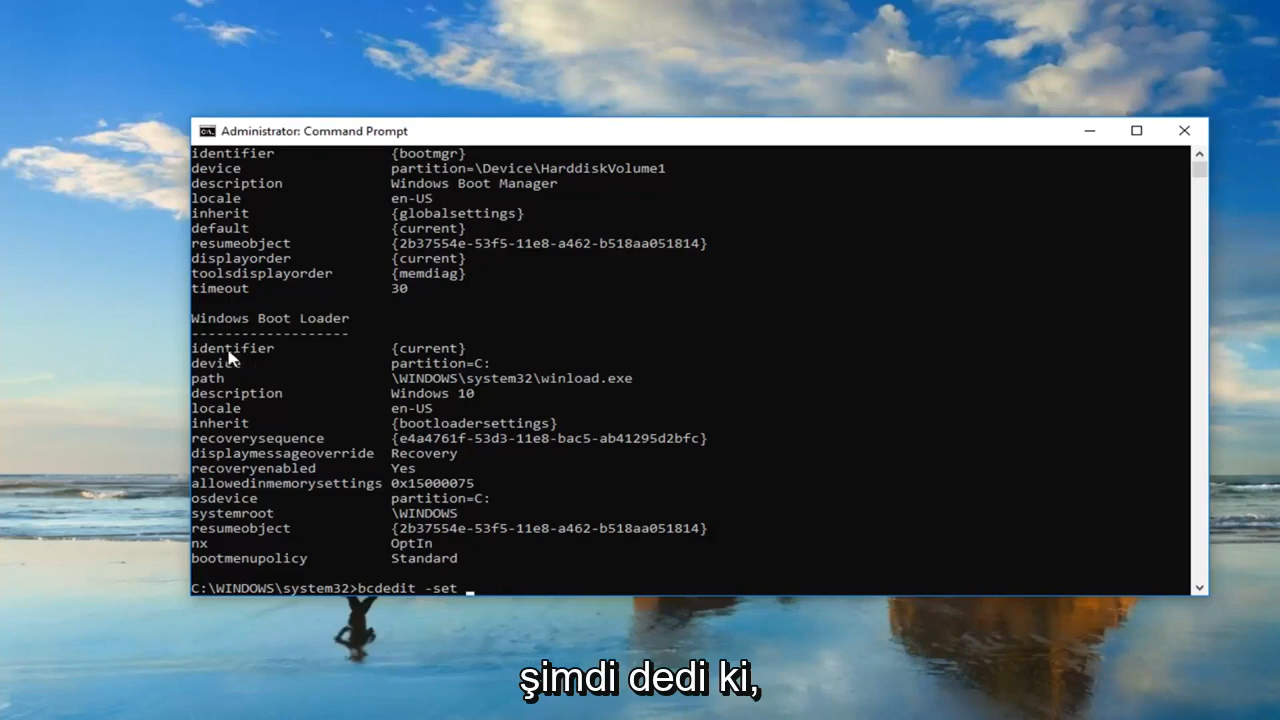 Administrator: Command Prompt
identifier {bootmgr}
device partition=\Device\HarddiskVolume1
description Windows Boot Manager
locale en-US
inherit {globalsettings}
default {current}
resumeobject {2b37554e-53f5-11e8-a462-b518aa051814}
displayorder {current}
toolsdisplayorder {memdiag}
timeout 30
Windows Boot Loader
-------------------
identifier {current}
device partition=C:
path \WINDOWS\system32\winload.exe
description Windows 10
locale en-US
inherit {bootloadersettings}
recoverysequence {e4a4761f-53d3-11e8-bac5-ab41295d2bfc}
displaymessageoverride Recovery
recoveryenabled Yes
allowedinmemorysettings 0x15000075
osdevice partition=C:
systemroot \WINDOWS
resumeobject {2b37554e-53f5-11e8-a462-b518aa051814}
nx OptIn
bootmenupolicy Standard
C:\WINDOWS\system32>bcdedit -set _
şimdi dedi ki,